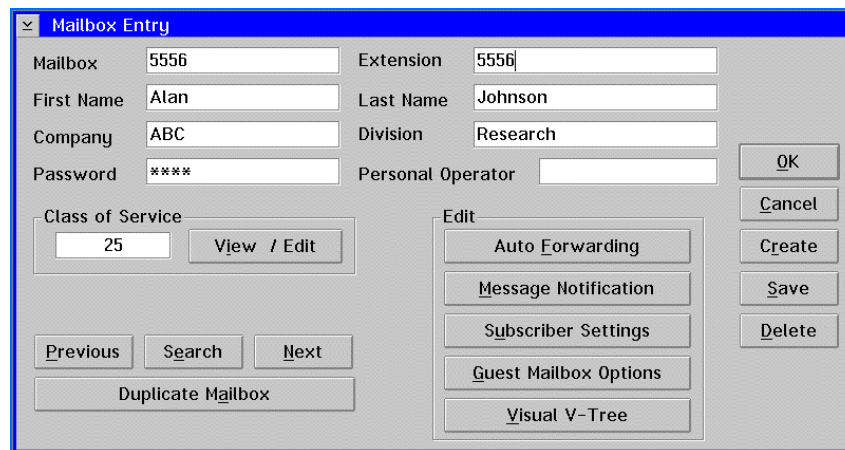 Mailbox Entry
Mailbox 5556 Extension 5556
First Name Alan Last Name Johnson
Company ABC Division Research
Password **** Personal Operator
OK
Cancel
Create
Save
Delete
Class of Service
25 View / Edit
Edit
Auto Forwarding
Message Notification
Subscriber Settings
Guest Mailbox Options
Visual V-Tree
Previous Search Next
Duplicate Mailbox